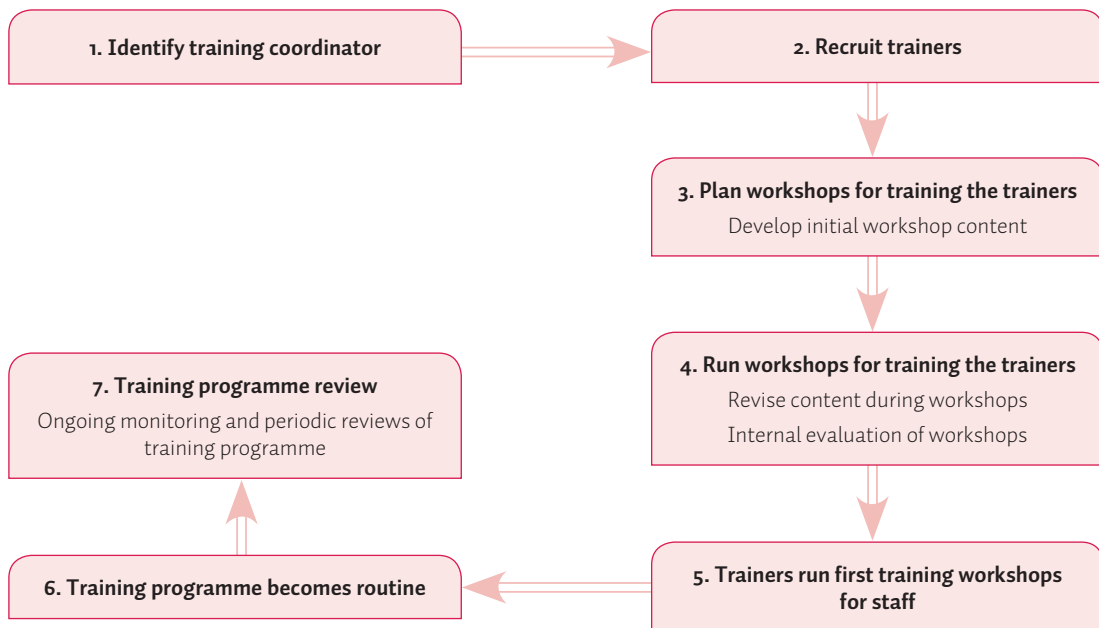 1. Identify training coordinator
2. Recruit trainers
3. Plan workshops for training the trainers
Develop initial workshop content
4. Run workshops for training the trainers
Revise content during workshops
Internal evaluation of workshops
5. Trainers run first training workshops
for staff
6. Training programme becomes routine
7. Training programme review
Ongoing monitoring and periodic reviews of
training programme